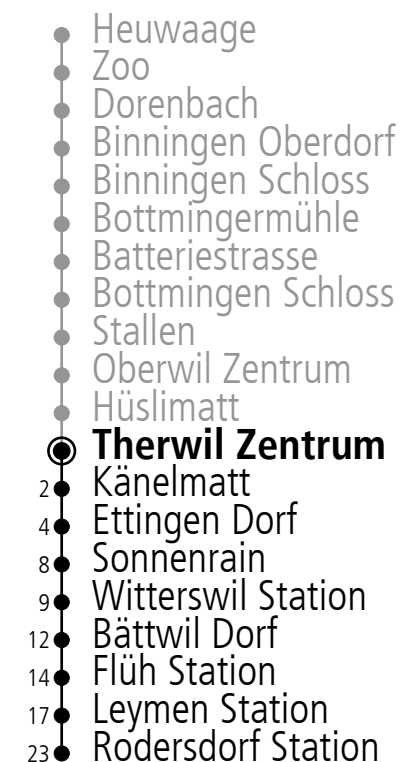 Heuwaage
Zoo
Dorenbach
Binningen Oberdorf
Binningen Schloss
Bottmingermühle
Batteriestrasse
Bottmingen Schloss
Stallen
Oberwil Zentrum
Hüslimatt
Therwil Zentrum
2 Känelmatt
4 Ettingen Dorf
8 Sonnenrain
9 Witterswil Station
12 Bättwil Dorf
14 Flüh Station
17 Leymen Station
23 Rodersdorf Station